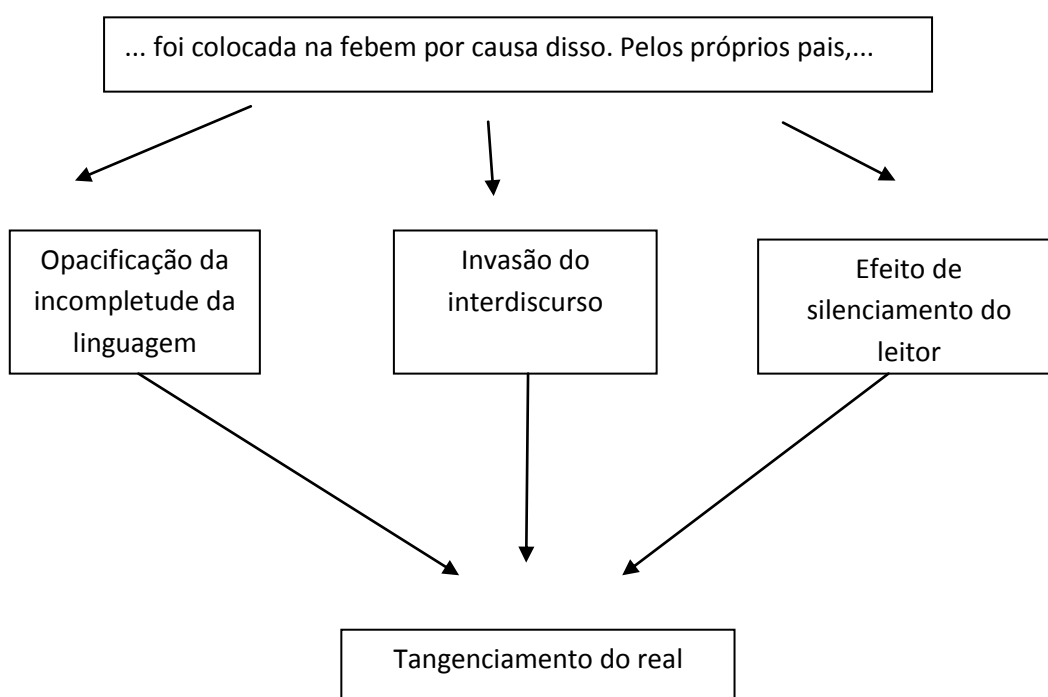 ... foi colocada na febem por causa disso. Pelos próprios pais,...
Opacificação da
incompletude da
linguagem
Invasão do
interdiscurso
Efeito de
silenciamento do
leitor
Tangenciamento do real